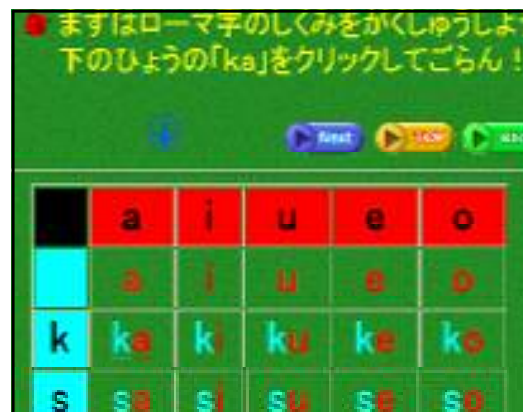 まずはローマ字のしくみをがくしゅうしよ
下のひょうの「ka」をクリックしてごらん！
Next
a i u e o
a i u e o
k ka ki ku ke ko
s sa si su se so